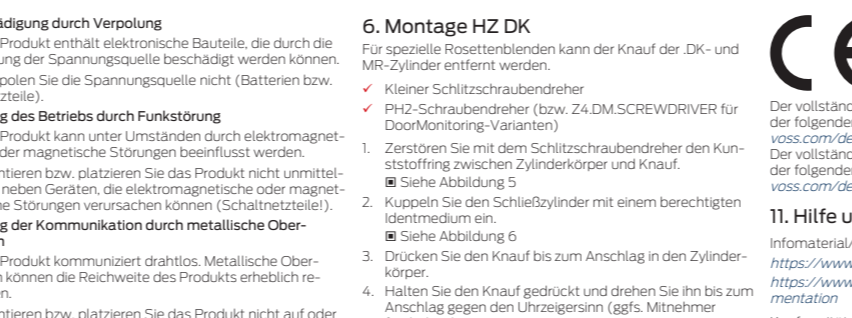 ädigung durch Verpolung
Produkt enthält elektronische Bauteile, die durch die
ung der Spannungsquelle beschädigt werden können.
polen Sie die Spannungsquelle nicht (Batterien bzw.
zteile).
g des Betriebs durch Funkstörung
Produkt kann unter Umständen durch elektromagnet-
der magnetische Störungen beeinflusst werden.
ntieren bzw. platzieren Sie das Produkt nicht unmittel-
neben Geräten, die elektromagnetische oder magnet-
he Störungen verursachen können (Schaltnetzteile!).
g der Kommunikation durch metallische Ober-
n
Produkt kommuniziert drahtlos. Metallische Ober-
n können die Reichweite des Produkts erheblich re-
en.
ntieren bzw. platzieren Sie das Produkt nicht auf oder
6. Montage HZ DK
Für spezielle Rosettenblenden kann der Knauf der .DK- und
MR-Zylinder entfernt werden.
✓ Kleiner Schlitzschraubendreher
✓ PH2-Schraubendreher (bzw. Z4.DM.SCREWDRIVER für
DoorMonitoring-Varianten)
1. Zerstören Sie mit dem Schlitzschraubendreher den Kun-
ststoffring zwischen Zylinderkörper und Knauf.
▣ Siehe Abbildung 5
2. Kuppeln Sie den Schließzylinder mit einem berechtigten
Identmedium ein.
▣ Siehe Abbildung 6
3. Drücken Sie den Knauf bis zum Anschlag in den Zylinder-
körper.
4. Halten Sie den Knauf gedrückt und drehen Sie ihn bis zum
Anschlag gegen den Uhrzeigersinn (ggfs. Mitnehmer
CE
Der vollständ
der folgender
voss.com/de
Der vollständ
der folgender
voss.com/de
11. Hilfe u
Infomaterial/
https://www
https://www
mentation